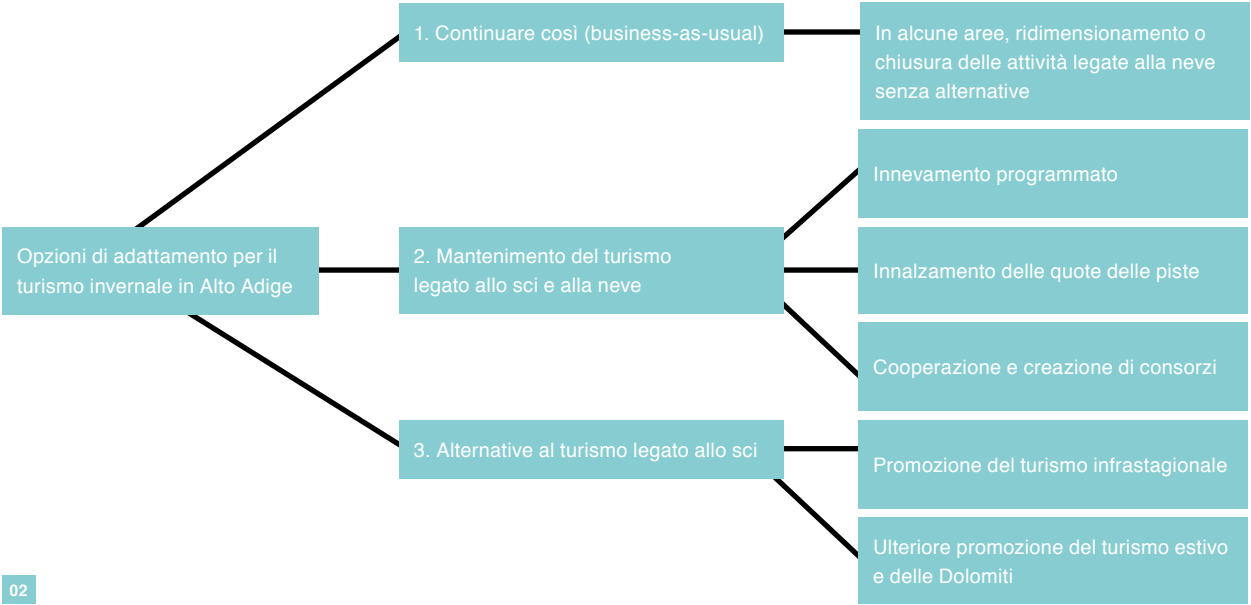 1. Continuare così (business-as-usual)
In alcune aree, ridimensionamento o
chiusura delle attività legate alla neve
senza alternative
Innevamento programmato
Opzioni di adattamento per il
turismo invernale in Alto Adige
2. Mantenimento del turismo
legato allo sci e alla neve
Innalzamento delle quote delle piste
Cooperazione e creazione di consorzi
3. Alternative al turismo legato allo sci
Promozione del turismo infrastagionale
Ulteriore promozione del turismo estivo
e delle Dolomiti
02